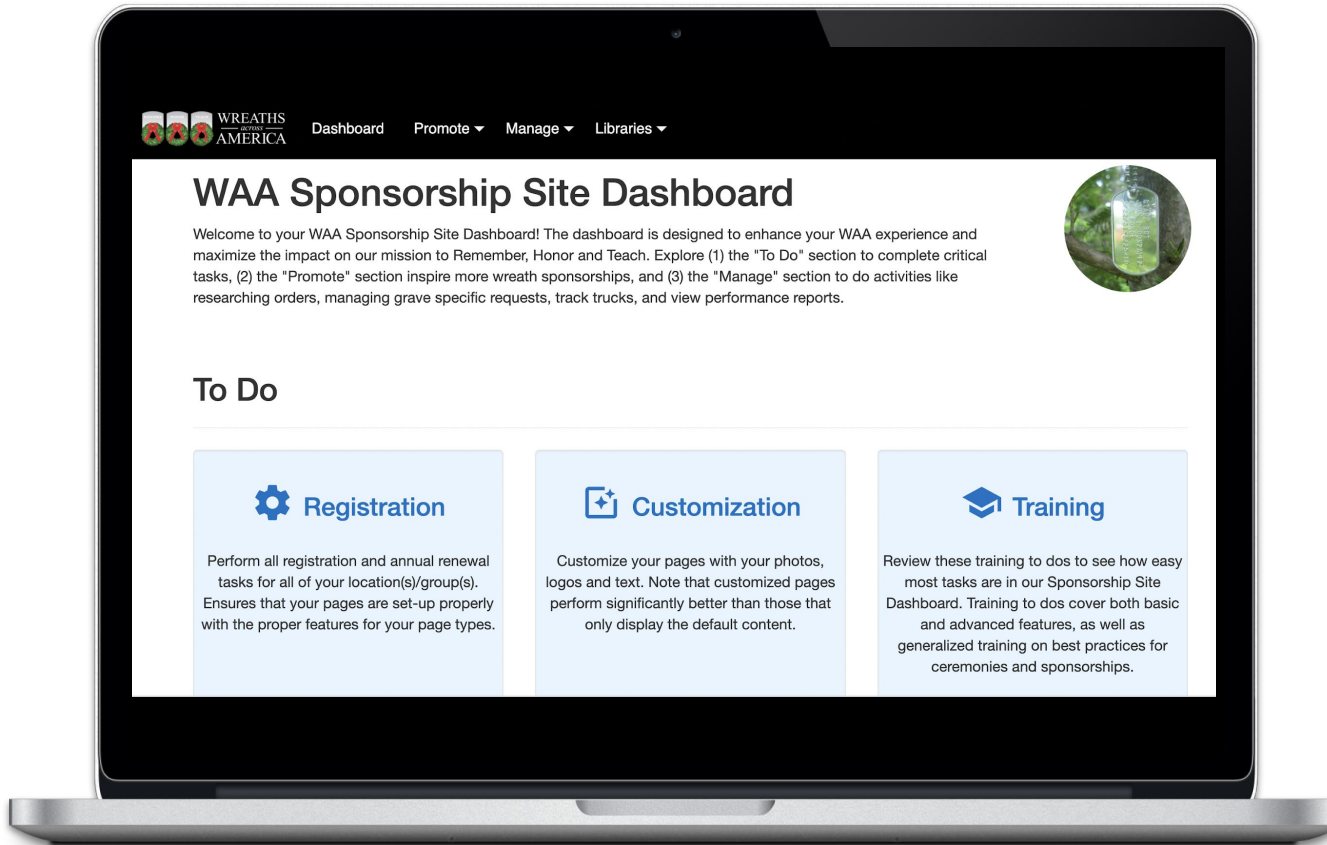 WREATHS
across
AMERICA
Dashboard Promote Manage Libraries
WAA Sponsorship Site Dashboard
Welcome to your WAA Sponsorship Site Dashboard! The dashboard is designed to enhance your WAA experience and
maximize the impact on our mission to Remember, Honor and Teach. Explore (1) the "To Do" section to complete critical
tasks, (2) the "Promote" section inspire more wreath sponsorships, and (3) the "Manage" section to do activities like
researching orders, managing grave specific requests, track trucks, and view performance reports.
To Do
Registration
Perform all registration and annual renewal
tasks for all of your location(s)/group(s).
Ensures that your pages are set-up properly
with the proper features for your page types.
Customization
Customize your pages with your photos,
logos and text. Note that customized pages
perform significantly better than those that
only display the default content.
Training
Review these training to dos to see how easy
most tasks are in our Sponsorship Site
Dashboard. Training to dos cover both basic
and advanced features, as well as
generalized training on best practices for
ceremonies and sponsorships.